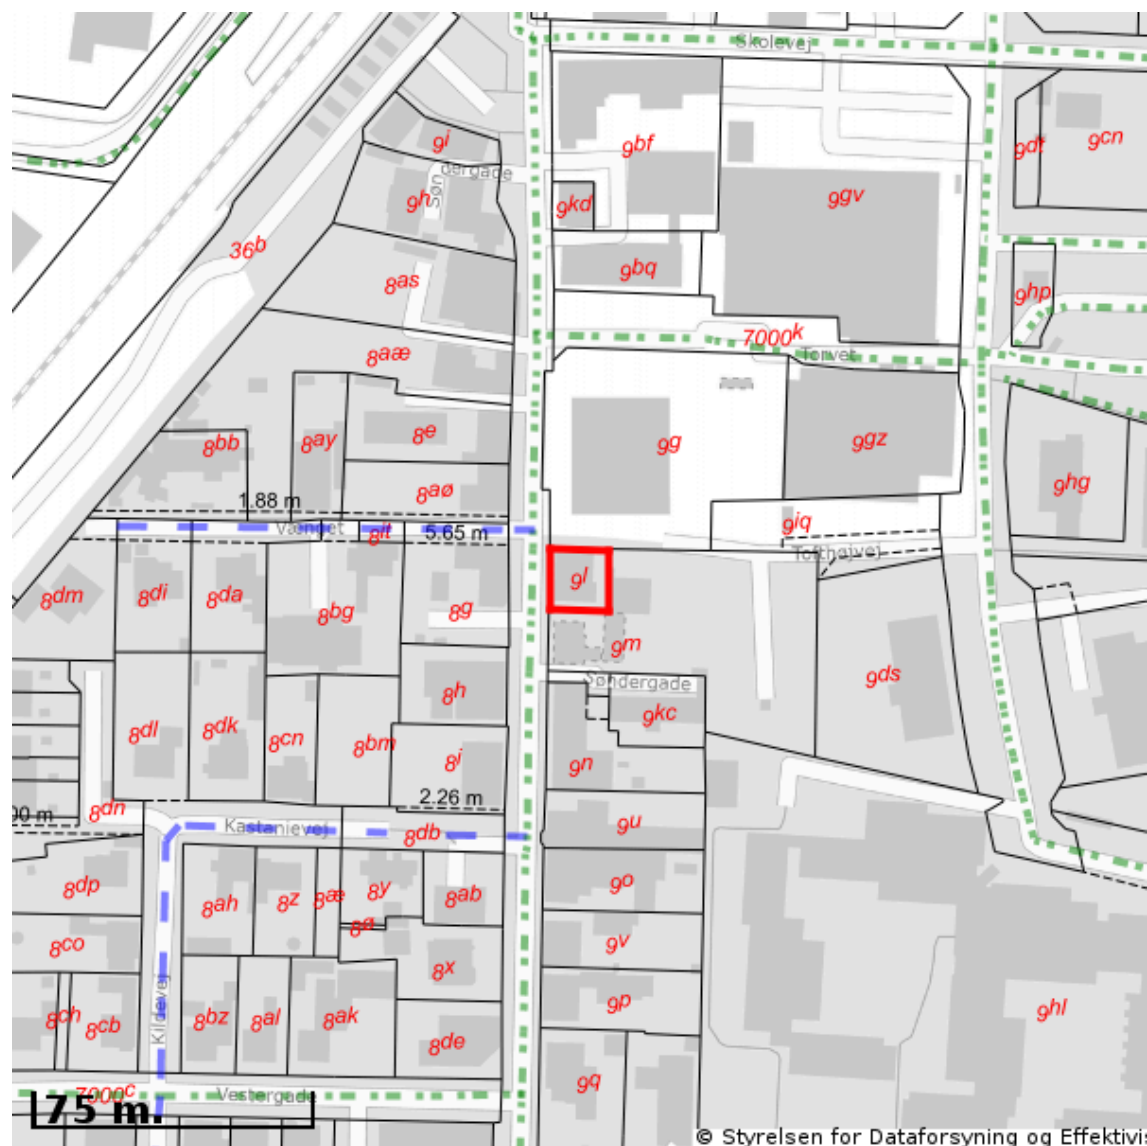 Skolevej
9i
9bf
9dt
9cn
Søndergade
9h
9kd
9gv
36b
9bq
8as
9hp
7000k
Torvet
8aæ
8bb
8ay
8e
9g
9gz
9hg
8aø
1.88 m
Vænget
8it
5.65 m
9iq
Tofthøjvej
8dm
8di
8da
8bg
8g
9l
9m
9ds
Søndergade
8h
9kc
8dl
8dk
8cn
8bm
8i
9n
2.26 m
8dn
00 m
Kastanievej
8db
9u
8dp
8ah
8z
8æ
8y
8ab
9o
8ø
8co
8x
9v
Kildevej
8ch
8cb
8bz
8al
8ak
8de
9p
9hl
9q
7000c
Vestergade
75 m.
© Styrelsen for Dataforsyning og Effektivis